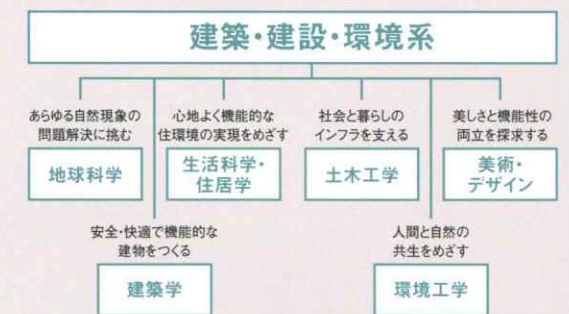 建築・建設・環境系
あらゆる自然現象の
問題解決に挑む
地球科学
心地よく機能的な
住環境の実現をめざす
生活科学・
住居学
社会と暮らしの
インフラを支える
土木工学
美しさと機能性の
両立を探求する
美術・
デザイン
安全・快適で機能的な
建物をつくる
建築学
人間と自然の
共生をめざす
環境工学